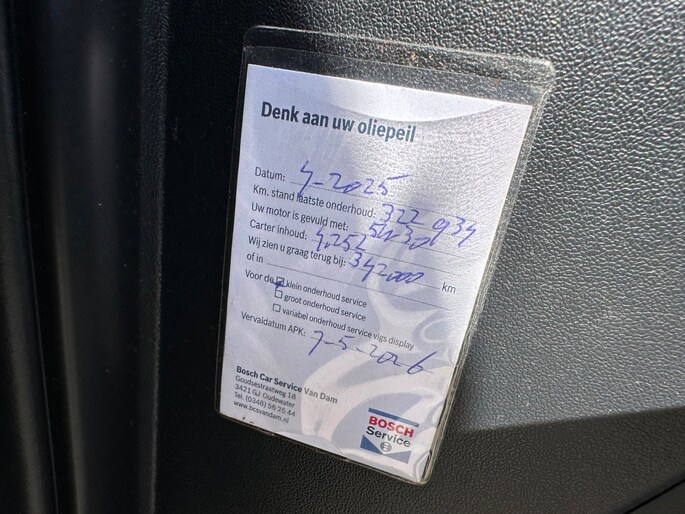 Denk aan uw oliepeil
Datum: 4-2025
Km. stand laatste onderhoud: 322 934
Uw motor is gevuld met: 5w30
Carter inhoud: 4,25L
Wij zien u graag terug bij: 342000 km
of in
Voor de klein onderhoud service
groot onderhoud service
variabel onderhoud service vlgs display
Vervaldatum APK: 7-5-2026
Bosch Car Service Van Dam
Goudsestraatweg 18
3421 GJ Oudewater
Tel. (0348) 56 25 44
www.bcsvandam.nl
BOSCH
Service